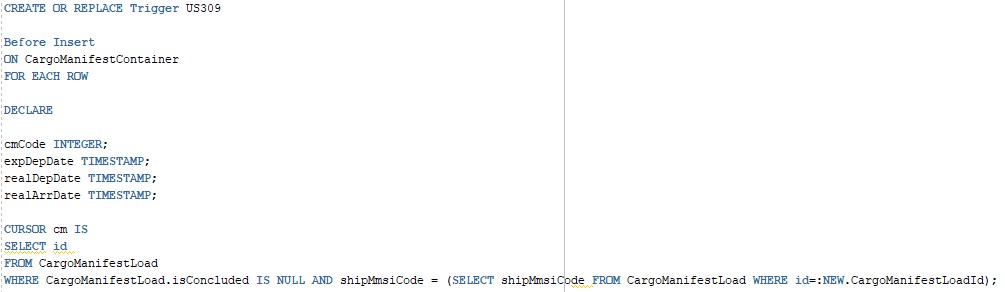 CREATE OR REPLACE Trigger US309
Before Insert
ON CargoManifestContainer
FOR EACH ROW
DECLARE
cmCode INTEGER;
expDepDate TIMESTAMP;
realDepDate TIMESTAMP;
realArrDate TIMESTAMP;
CURSOR cm IS
SELECT id
FROM CargoManifestLoad
WHERE CargoManifestLoad.isConcluded IS NULL AND shipMmsiCode = (SELECT shipMmsiCode FROM CargoManifestLoad WHERE id=:NEW.CargoManifestLoadId);